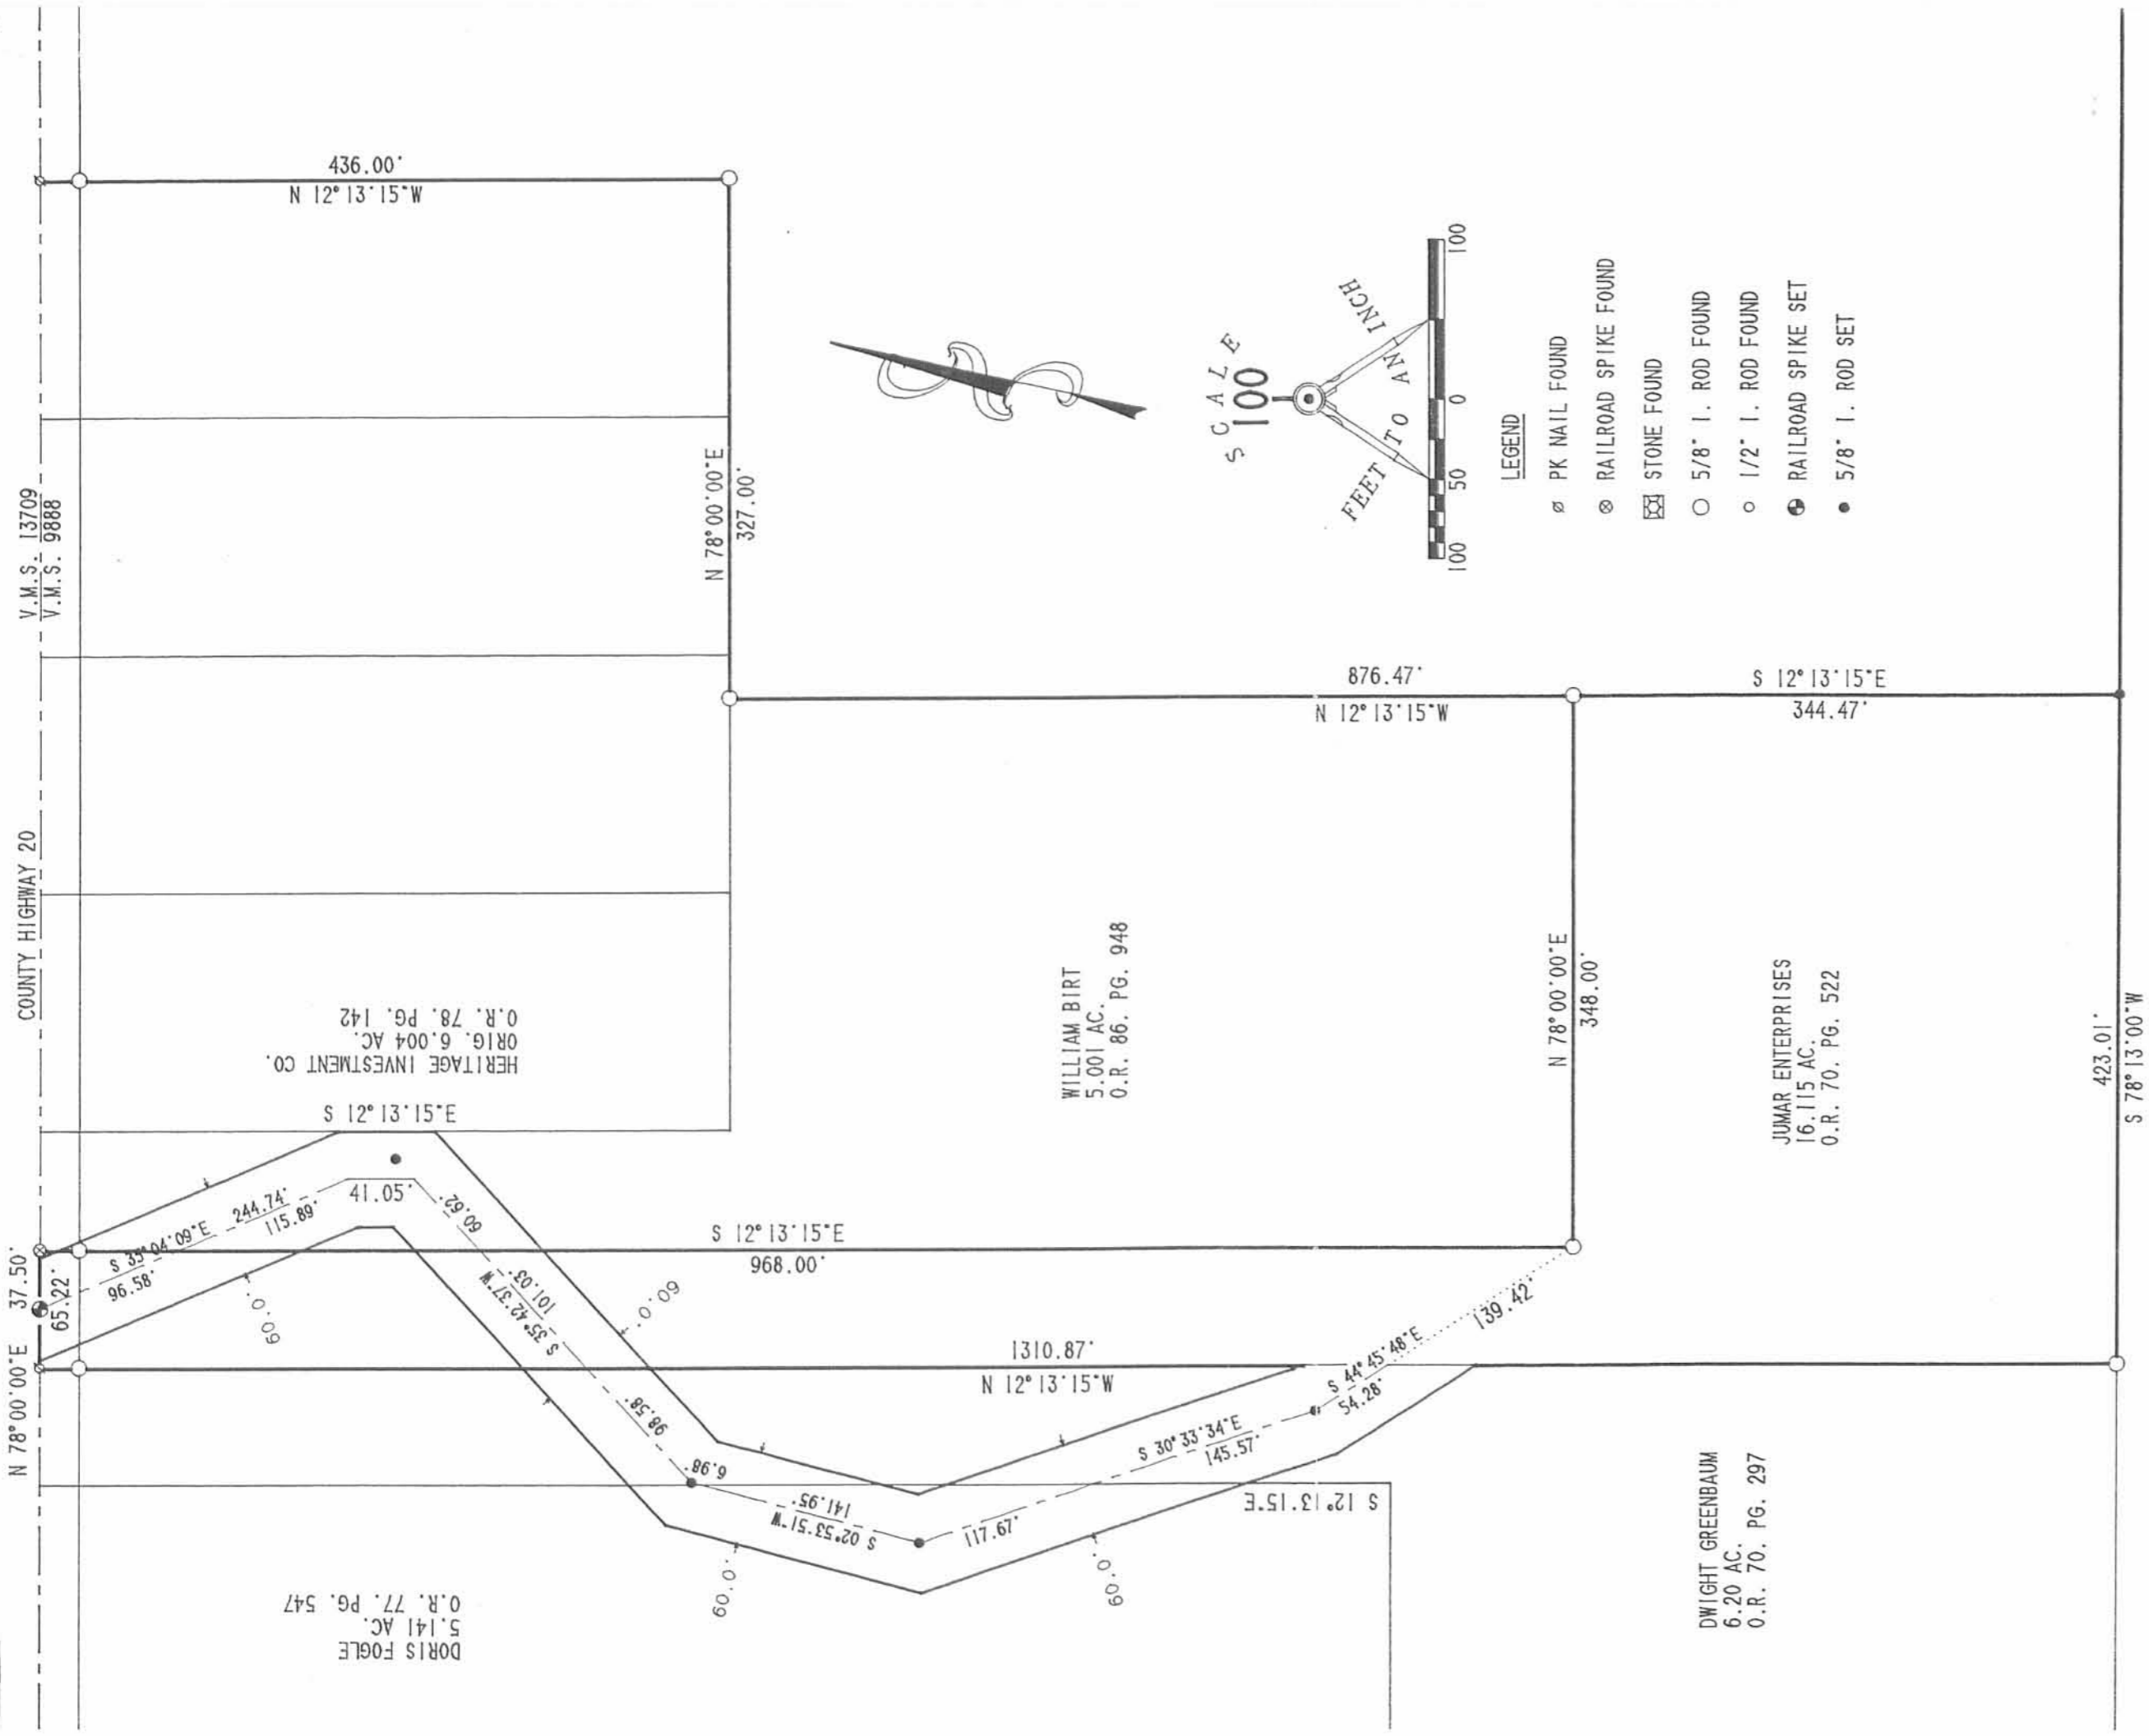 V.M.S. 13709
V.M.S. 9888
COUNTY HIGHWAY 20
N 78°00'00"E 37.50'
65.22'
436.00'
N 12°13'15"W
N 78°00'00"E
327.00'
HERITAGE INVESTMENT CO.
ORIG. 6.004 AC.
O.R. 78. PG. 142
S 12°13'15"E
S 35°04'09"E 244.74'
96.58' 115.89'
41.05'
60.62'
60.0'
S 35°42'37"W
101.03'
98.58'
6.98'
60.0'
S 12°13'15"E
968.00'
1310.87'
N 12°13'15"W
S 02°53'51"W
141.95'
60.0'
117.67'
S 30°33'34"E
145.57'
60.0'
S 44°45'48"E
54.28'
139.42'
S 12°13'15"E
DORIS FOGLE
5.141 AC.
O.R. 77. PG. 547
WILLIAM BIRT
5.001 AC.
O.R. 86. PG. 948
876.47'
N 12°13'15"W
S 12°13'15"E
344.47'
N 78°00'00"E
348.00'
JUMAR ENTERPRISES
16.115 AC.
O.R. 70. PG. 522
DWIGHT GREENBAUM
6.20 AC.
O.R. 70. PG. 297
423.01'
S 78°13'00"W
SCALE
100
FEET TO AN INCH
100 50 0 100
LEGEND
PK NAIL FOUND
RAILROAD SPIKE FOUND
STONE FOUND
5/8" I. ROD FOUND
1/2" I. ROD FOUND
RAILROAD SPIKE SET
5/8" I. ROD SET